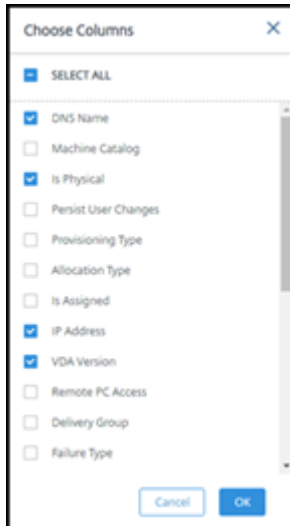 Choose Columns
SELECT ALL
DNS Name
Machine Catalog
Is Physical
Persist User Changes
Provisioning Type
Allocation Type
Is Assigned
IP Address
VDA Version
Remote PC Access
Delivery Group
Failure Type
Cancel OK